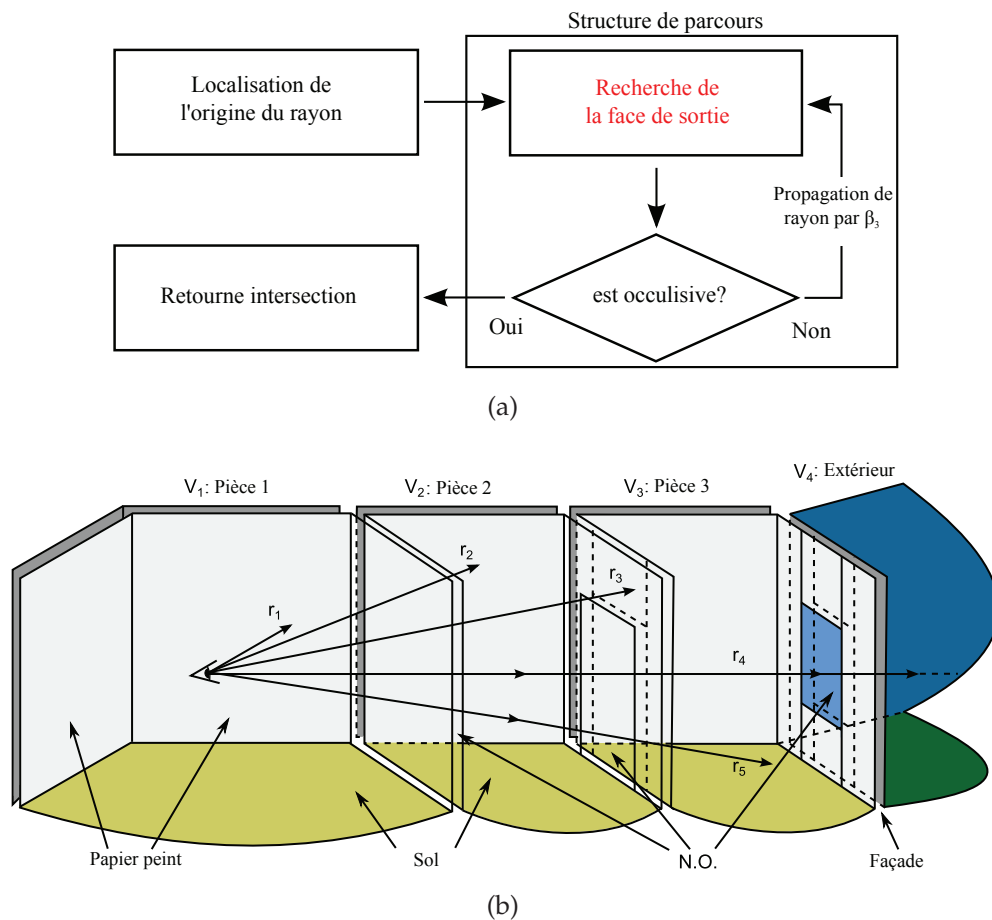 Structure de parcours
Localisation de
l'origine du rayon
Recherche de
la face de sortie
Propagation de
rayon par β₃
Retourne intersection
est occulisive?
Oui
Non
(a)
V₁: Pièce 1
V₂: Pièce 2
V₃: Pièce 3
V₄: Extérieur
r₁
r₂
r₃
r₄
r₅
Papier peint
Sol
N.O.
Façade
(b)